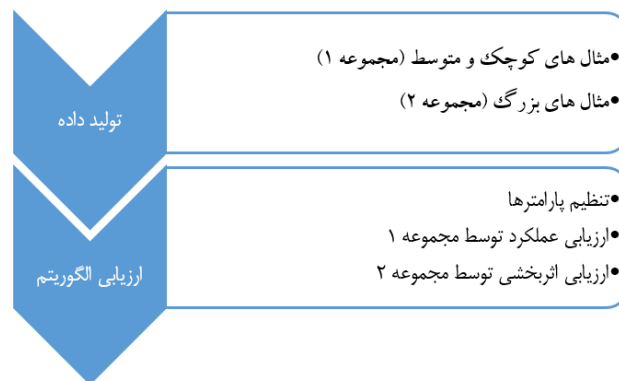 تولید داده
•مثال های کوچک و متوسط (مجموعه ۱)
•مثال های بزرگ (مجموعه ۲)
ارزیابی الگوریتم
•تنظیم پارامترها
•ارزیابی عملکرد توسط مجموعه ۱
•ارزیابی اثربخشی توسط مجموعه ۲